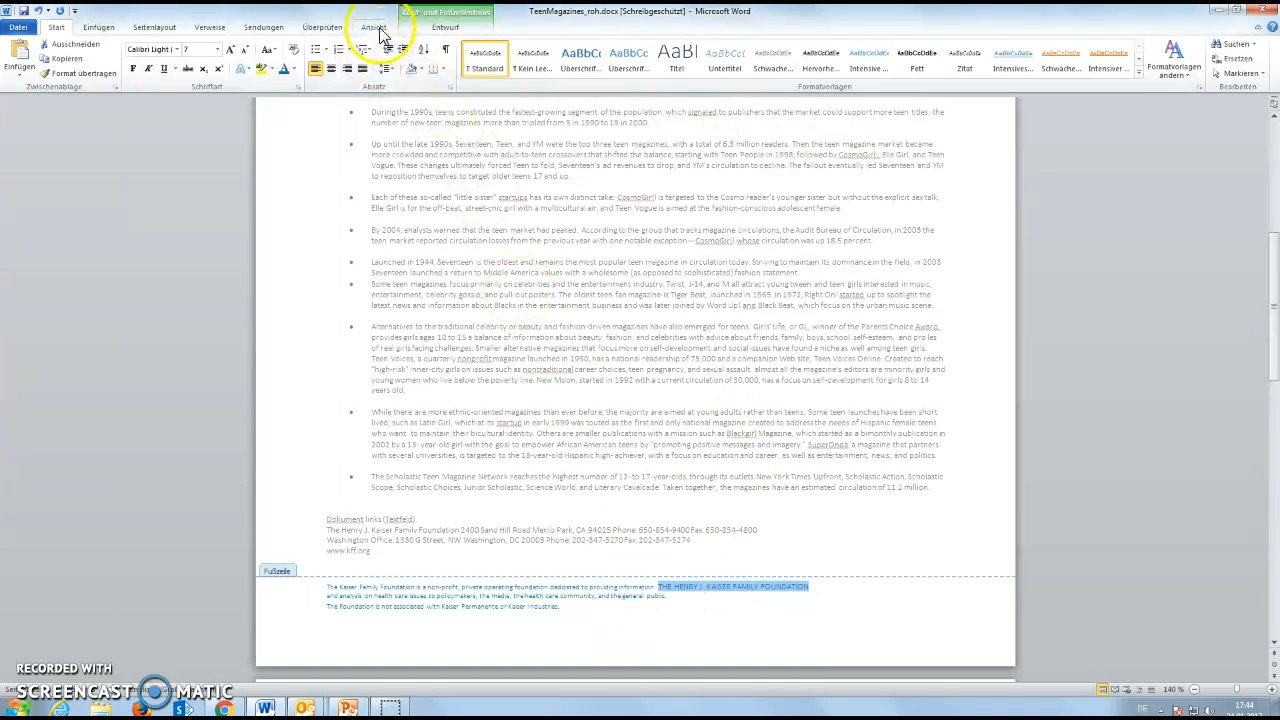 Kopf- und Fußzeilentools
TeenMagazines_roh.docx [Schreibgeschützt] - Microsoft Word
Datei Start Einfügen Seitenlayout Verweise Sendungen Überprüfen Ansicht Entwurf
Einfügen
Ausschneiden
Kopieren
Format übertragen
Zwischenablage
Calibri Light 7
Schriftart
Absatz
AaBbCcDc AaBbCcDc AaBbCc AaBbCc AaBl AaBbCc AaBbCcDc AaBbCcDc AaBbCcDc AaBbCcDc AaBbCcDc AaBbCcDc AaBbCcDc
¶ Standard ¶ Kein Lee... Überschrif... Überschrif... Titel Untertitel Schwache... Hervorhe... Intensive... Fett Zitat Intensives... Schwache... Intensiver ...
Formatvorlagen
Formatvorlagen ändern
Suchen
Ersetzen
Markieren
Bearbeiten
During the 1990s, teens constituted the fastest-growing segment of the population, which signaled to publishers that the market could support more teen titles. the
number of new teen magazines more than tripled from 5 in 1990 to 19 in 2000.
Up until the late 1990s, Seventeen, Teen, and YM were the top three teen magazines, with a total of 6.3 million readers. Then the teen magazine market became
more crowded and competitive with adult-to-teen crossovers that shifted the balance, starting with Teen People in 1998, followed by CosmoGirl!, Elle Girl, and Teen
Vogue. These changes ultimately forced Teen to fold, Seventeen's ad revenues to drop, and YM's circulation to decline. The fallout eventually led Seventeen and YM
to reposition themselves to target older teens 17 and up.
Each of these so-called "little sister" startups has its own distinct take: CosmoGirl! is targeted to the Cosmo reader's younger sister but without the explicit sex talk,
Elle Girl is for the off-beat, street-chic girl with a multicultural air, and Teen Vogue is aimed at the fashion-conscious adolescent female.
By 2004, analysts warned that the teen market had peaked. According to the group that tracks magazine circulations, the Audit Bureau of Circulation, in 2003 the
teen market reported circulation losses from the previous year with one notable exception—CosmoGirl! whose circulation was up 18.5 percent.
Launched in 1944, Seventeen is the oldest and remains the most popular teen magazine in circulation today. Striving to maintain its dominance in the field, in 2003
Seventeen launched a return to Middle America values with a wholesome (as opposed to sophisticated) fashion statement.
Some teen magazines focus primarily on celebrities and the entertainment industry. Twist, J-14, and M all attract young tween and teen girls interested in music,
entertainment, celebrity gossip, and pull-out posters. The oldest teen fan magazine is Tiger Beat, launched in 1965. In 1972, Right On! started up to spotlight the
latest news and information about Blacks in the entertainment business and was later joined by Word Up! and Black Beat, which focus on the urban music scene.
Alternatives to the traditional celebrity or beauty and fashion-driven magazines have also emerged for teens. Girls' Life, or GL, winner of the Parents Choice Award,
provides girls ages 10 to 15 a balance of information about beauty, fashion, and celebrities with advice about friends, family, boys, school, self-esteem, and pro les
of real girls facing challenges. Smaller alternative magazines that focus more on self-development and social issues have found a niche as well among teen girls.
Teen Voices, a quarterly nonprofit magazine launched in 1990, has a national readership of 75,000 and a companion Web site, Teen Voices Online. Created to reach
"high-risk" inner-city girls on issues such as nontraditional career choices, teen pregnancy, and sexual assault, almost all the magazine's editors are minority girls and
young women who live below the poverty line. New Moon, started in 1992 with a current circulation of 30,000, has a focus on self-development for girls 8 to 14
years old.
While there are more ethnic-oriented magazines than ever before, the majority are aimed at young adults rather than teens. Some teen launches have been short
lived, such as Latin Girl, which at its startup in early 1999 was touted as the first and only national magazine created to address the needs of Hispanic female teens
who want to maintain their bicultural identity. Others are smaller publications with a mission such as Blackgirl Magazine, which started as a bimonthly publication in
2002 by a 13-year-old girl with the goal to empower African American teens by "promoting positive messages and imagery." SuperOnda, a magazine that partners
with several universities, is targeted to the 18-year-old Hispanic high-achiever, with a focus on education and career, as well as entertainment, news, and politics.
The Scholastic Teen Magazine Network reaches the highest number of 12- to 17-year-olds, through its outlets New York Times Upfront, Scholastic Action, Scholastic
Scope, Scholastic Choices, Junior Scholastic, Science World, and Literary Cavalcade. Taken together, the magazines have an estimated circulation of 11.2 million.
Dokument links (Textfeld)
The Henry J. Kaiser Family Foundation 2400 Sand Hill Road Menlo Park, CA 94025 Phone: 650-854-9400 Fax: 650-854-4800
Washington Office: 1330 G Street, NW Washington, DC 20005 Phone: 202-347-5270 Fax: 202-347-5274
www.kff.org
Fußzeile
The Kaiser Family Foundation is a non-profit, private operating foundation dedicated to providing information THE HENRY J. KAISER FAMILY FOUNDATION
and analysis on health care issues to policymakers, the media, the health care community, and the general public.
The Foundation is not associated with Kaiser Permanente or Kaiser Industries.
RECORDED WITH
SCREENCAST MATIC
140 %
DE
17:44